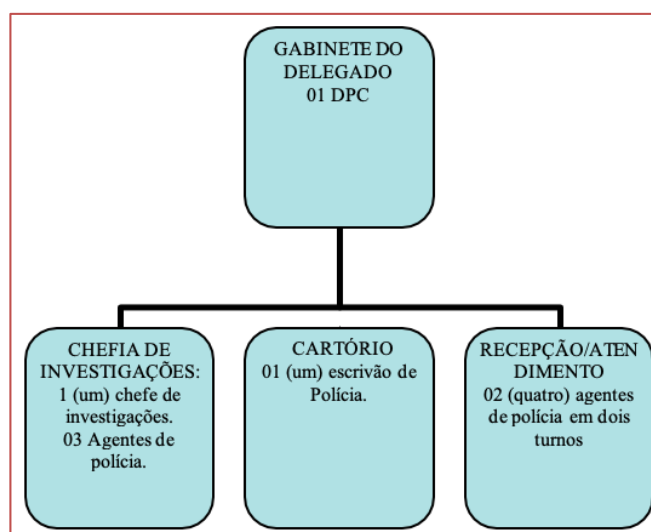 GABINETE DO
DELEGADO
01 DPC
CHEFIA DE
INVESTIGAÇÕES:
1 (um) chefe de
investigações.
03 Agentes de
polícia.
CARTÓRIO
01 (um) escrivão de
Polícia.
RECEPÇÃO/ATEN
DIMENTO
02 (quatro) agentes
de polícia em dois
turnos